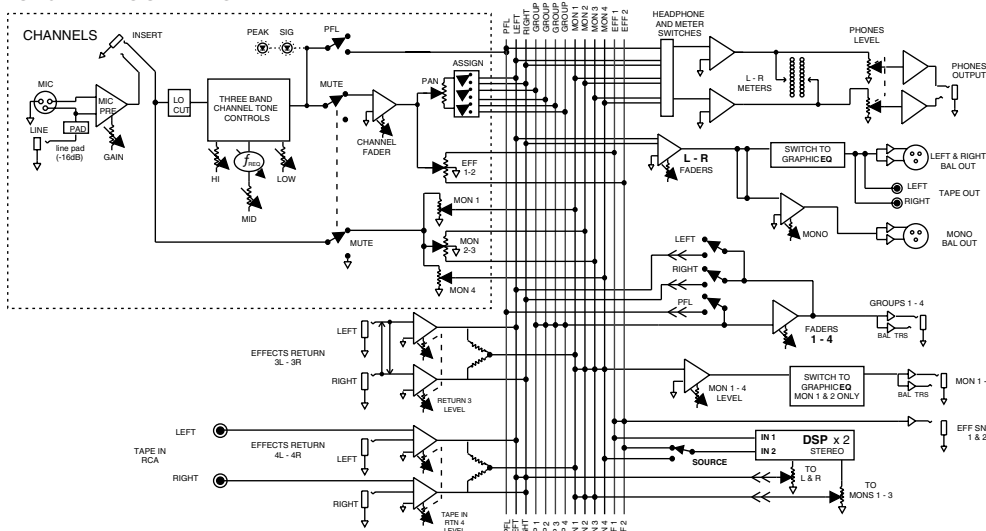 CHANNELS
INSERT
PEAK
SIG
PFL
MIC
LINE
MIC
PRE
PAD
line pad
(-16dB)
GAIN
LO
CUT
THREE BAND
CHANNEL TONE
CONTROLS
HI
fREQ
LOW
MID
MUTE
CHANNEL
FADER
PAN
ASSIGN
EFF
1-2
MUTE
MON 1
MON
2-3
MON 4
PFL
LEFT
RIGHT
GROUP
GROUP
GROUP
GROUP
MON 1
MON 2
MON 3
MON 4
EFF 1
EFF 2
HEADPHONE
AND METER
SWITCHES
L - R
METERS
PHONES
LEVEL
PHONES
OUTPUT
L - R
FADERS
SWITCH TO
GRAPHIC EQ
LEFT & RIGHT
BAL OUT
LEFT
RIGHT
TAPE OUT
MONO
MONO
BAL OUT
LEFT
RIGHT
PFL
FADERS
1 - 4
GROUPS 1 - 4
BAL TRS
LEFT
EFFECTS RETURN
3L - 3R
RIGHT
RETURN 3
LEVEL
MON 1 - 4
LEVEL
SWITCH TO
GRAPHIC EQ
MON 1 & 2 ONLY
BAL TRS
MON 1 -
LEFT
TAPE IN
RCA
RIGHT
EFFECTS RETURN
4L - 4R
LEFT
RIGHT
TAPE IN
RTN 4
LEVEL
SOURCE
IN 1
IN 2
DSP x 2
STEREO
EFF SN
1 & 2
TO
L & R
TO
MONS 1 - 3